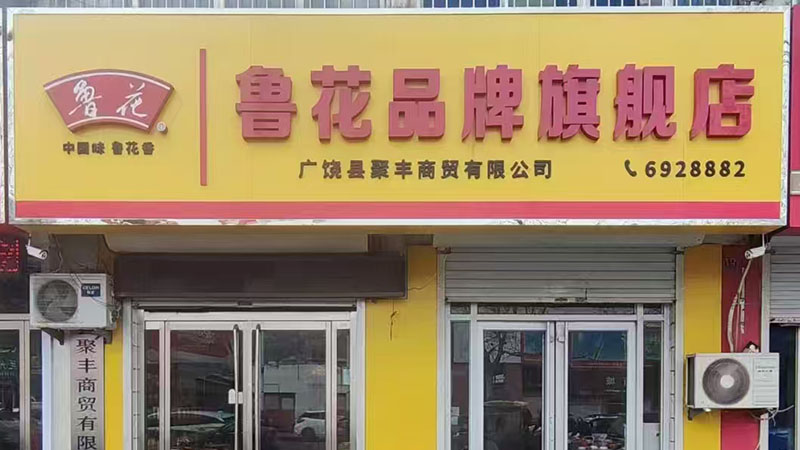 鲁花
®
中国味 鲁花香
鲁花品牌旗舰店
广饶县聚丰商贸有限公司
6928882
聚丰商贸有限